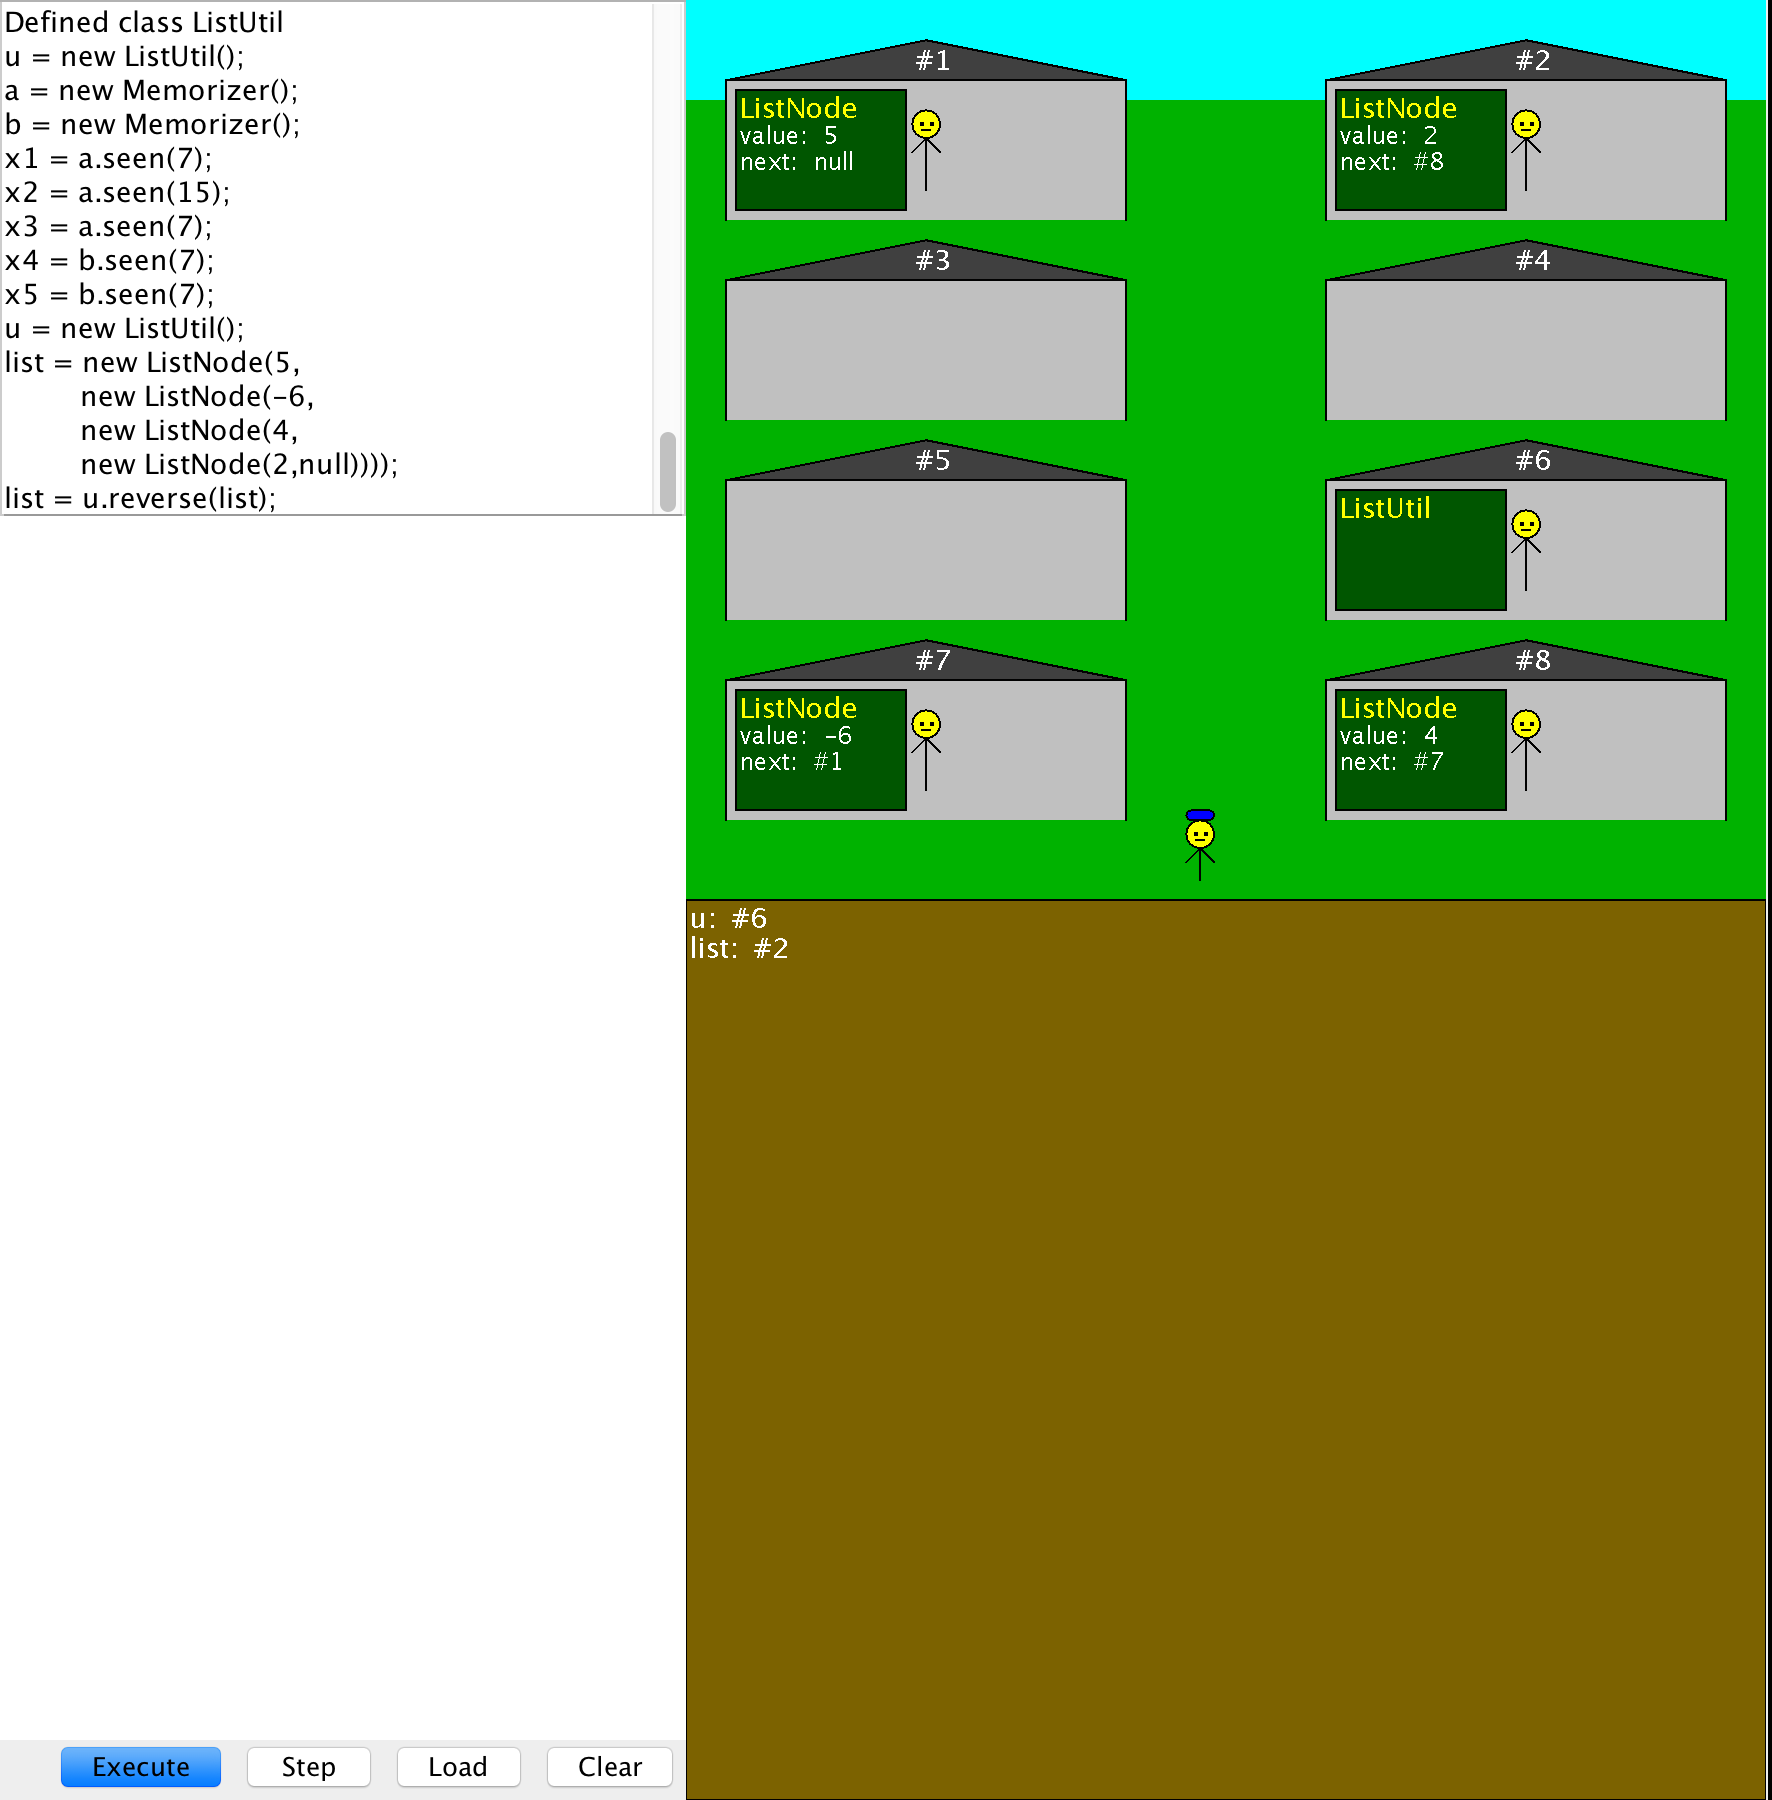 Defined class ListUtil
u = new ListUtil();
a = new Memorizer();
b = new Memorizer();
x1 = a.seen(7);
x2 = a.seen(15);
x3 = a.seen(7);
x4 = b.seen(7);
x5 = b.seen(7);
u = new ListUtil();
list = new ListNode(5,
new ListNode(-6,
new ListNode(4,
new ListNode(2,null))));
list = u.reverse(list);
#1
ListNode
value: 5
next: null
#2
ListNode
value: 2
next: #8
#3
#4
#5
#6
ListUtil
#7
ListNode
value: -6
next: #1
#8
ListNode
value: 4
next: #7
u: #6
list: #2
Execute
Step
Load
Clear